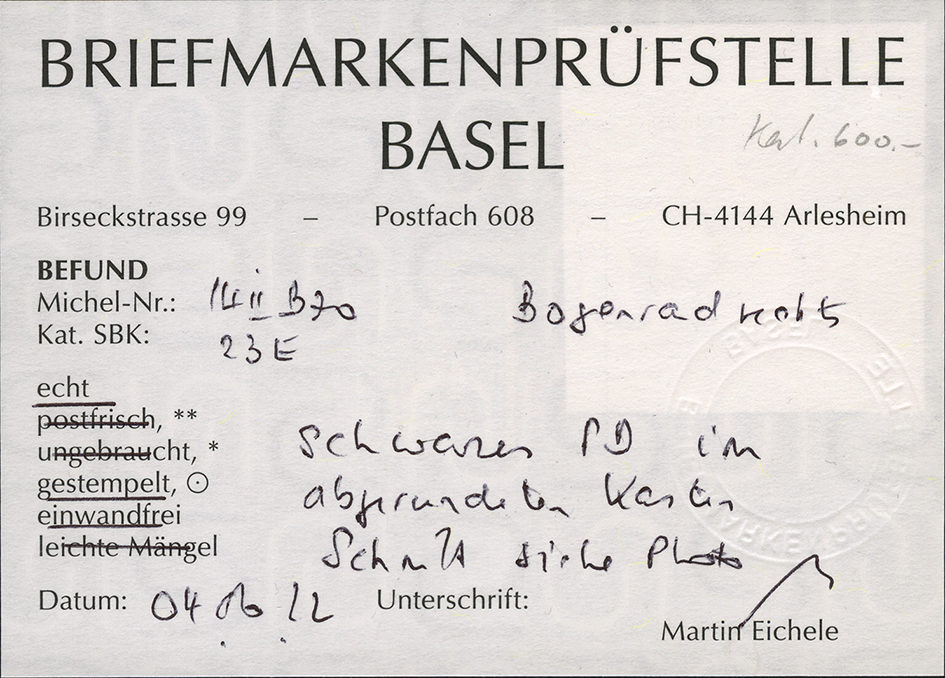 BRIEFMARKENPRÜFSTELLE
BASEL
Kat. 600.-
Birseckstrasse 99 – Postfach 608 – CH-4144 Arlesheim
BEFUND
Michel-Nr.: 14 II B Bogenrand rechts
Kat. SBK: 23E
echt
postfrisch, **
ungebraucht, *
schwarzes PD im
gestempelt, ⊙
abgerundeten Kasten
einwandfrei
leichte Mängel
Schnitt siehe Photo
Datum: 04 06 12 Unterschrift:
Martin Eichele